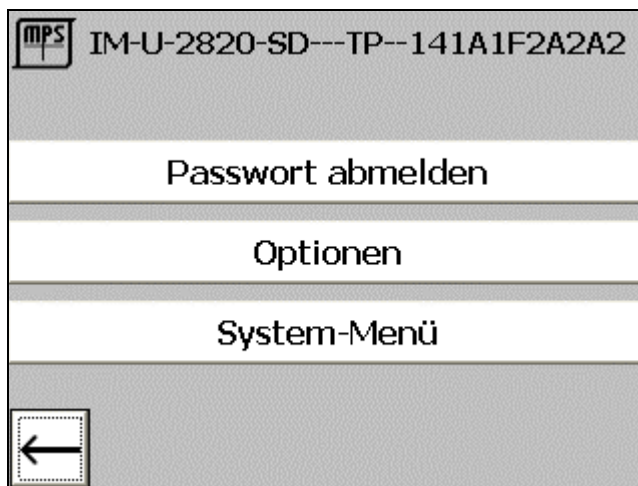 MPS IM-U-2820-SD---TP--141A1F2A2A2
Passwort abmelden
Optionen
System-Menü